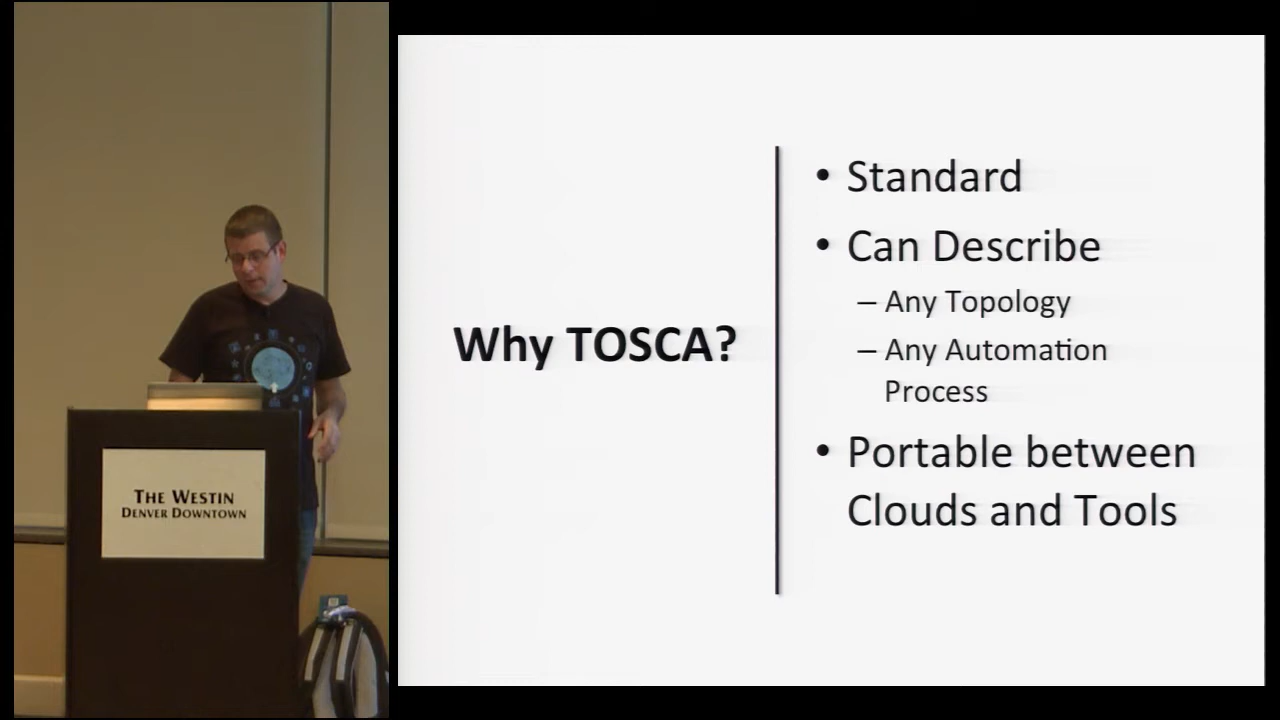 THE WESTIN
DENVER DOWNTOWN
Why TOSCA?
• Standard
• Can Describe
– Any Topology
– Any Automation
Process
• Portable between
Clouds and Tools